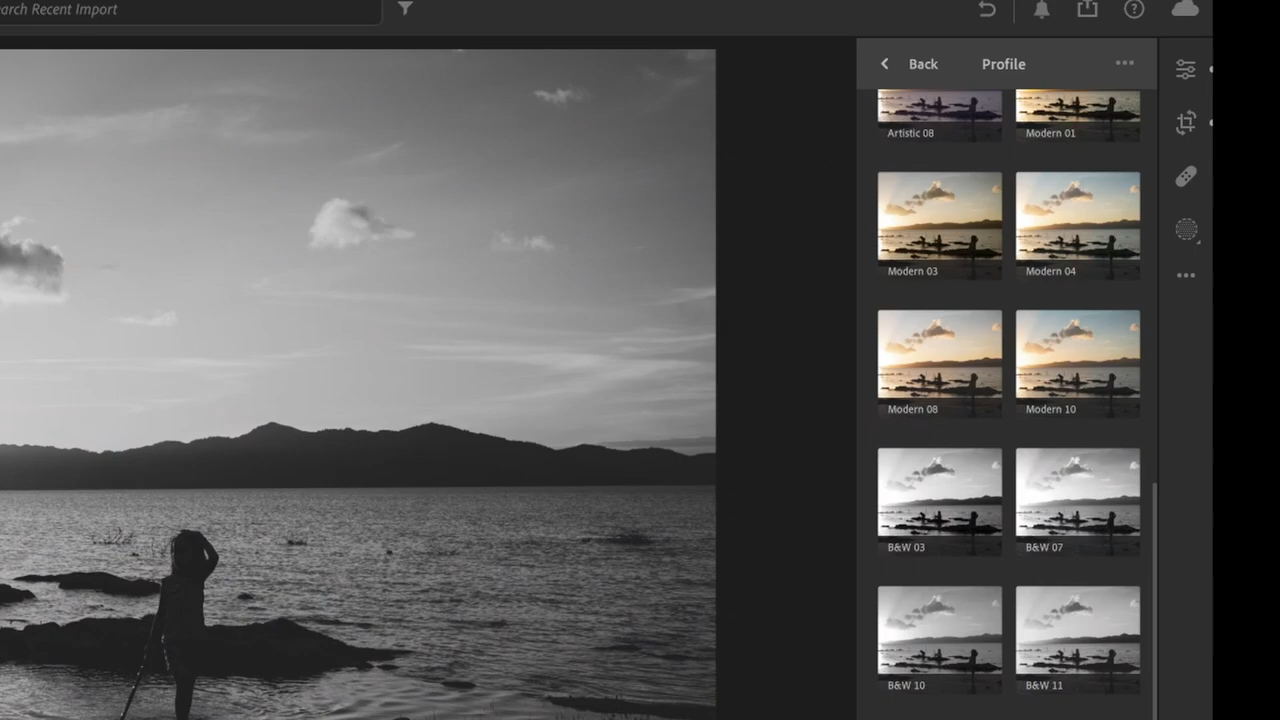 arch Recent Import
Back
Profile
Artistic 08
Modern 01
Modern 03
Modern 04
Modern 08
Modern 10
B&W 03
B&W 07
B&W 10
B&W 11